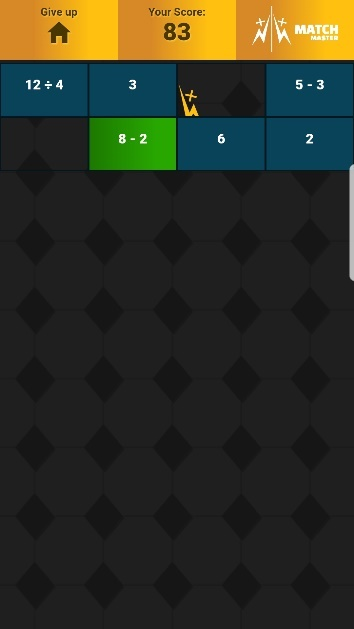 Give up
Your Score:
83
MATCH
MASTER
12 ÷ 4
3
5 - 3
8 - 2
6
2